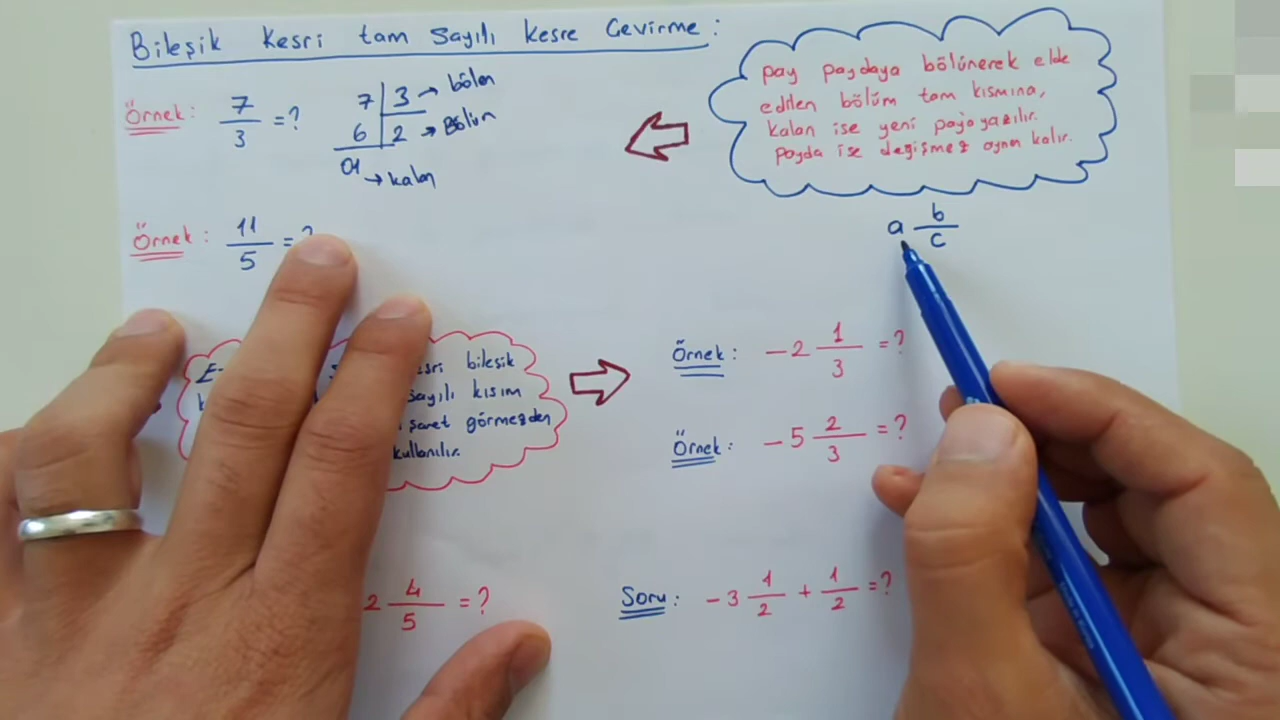 Bileşik Kesri tam Sayılı kesre Çevirme:
Örnek: 7/3 = ?
7 3 → bölen
6 2 → Bölüm
01 → kalan
pay paydaya bölünerek elde
edilen bölüm tam kısmına,
kalan ise yeni paya yazılır.
payda ise değişmez aynen kalır.
a b/c
Örnek: 11/5 = ?
bileşik
sayılı kısım
işaret görmezden
kullanılır.
Örnek: -2 1/3 = ?
Örnek: -5 2/3 = ?
2 4/5 = ?
Soru: -3 1/2 + 1/2 = ?